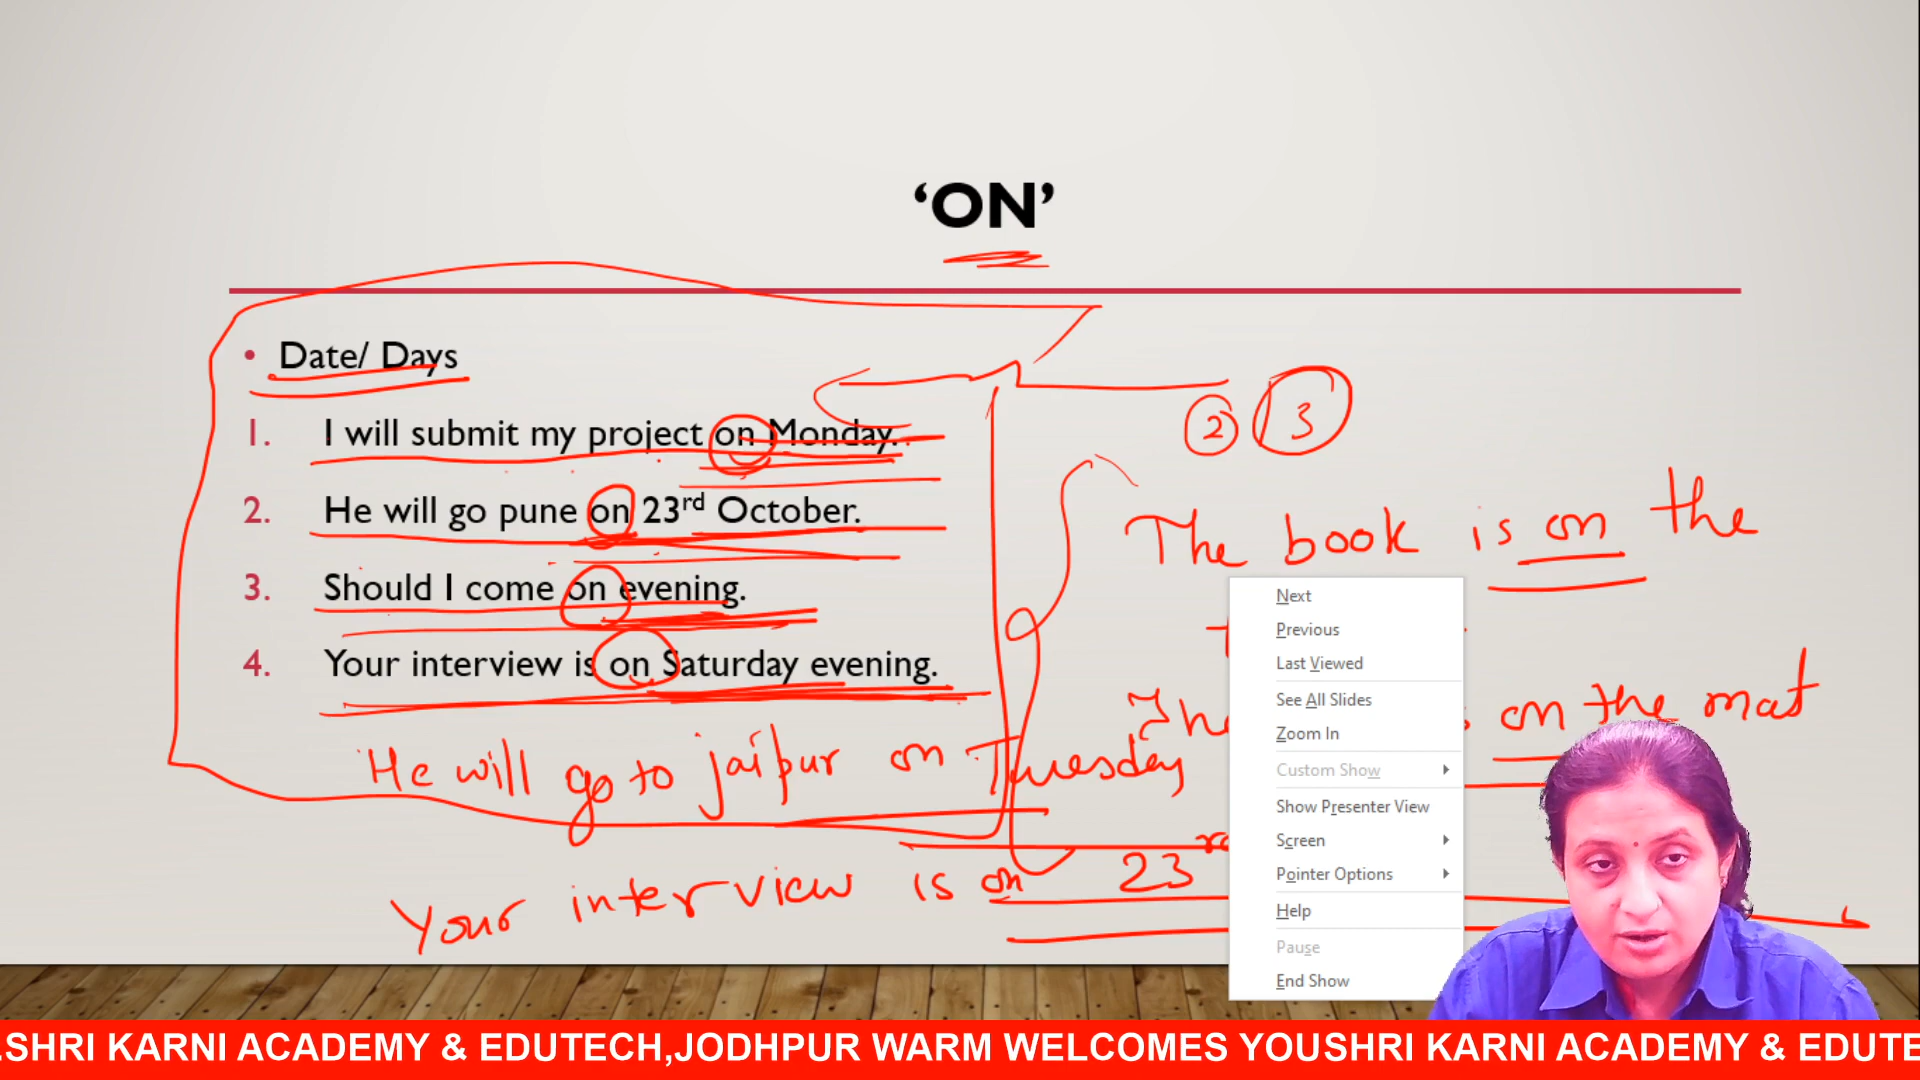 ‘ON’
• Date/ Days
1. I will submit my project on Monday.
2. He will go pune on 23rd October.
3. Should I come on evening.
4. Your interview is on Saturday evening.
He will go to jaipur on Tuesday
Your interview is on 23rd
2 3
The book is on the
The
on the mat
Next
Previous
Last Viewed
See All Slides
Zoom In
Custom Show
Show Presenter View
Screen
Pointer Options
Help
Pause
End Show
.SHRI KARNI ACADEMY & EDUTECH,JODHPUR WARM WELCOMES YOUSHRI KARNI ACADEMY & EDUTE